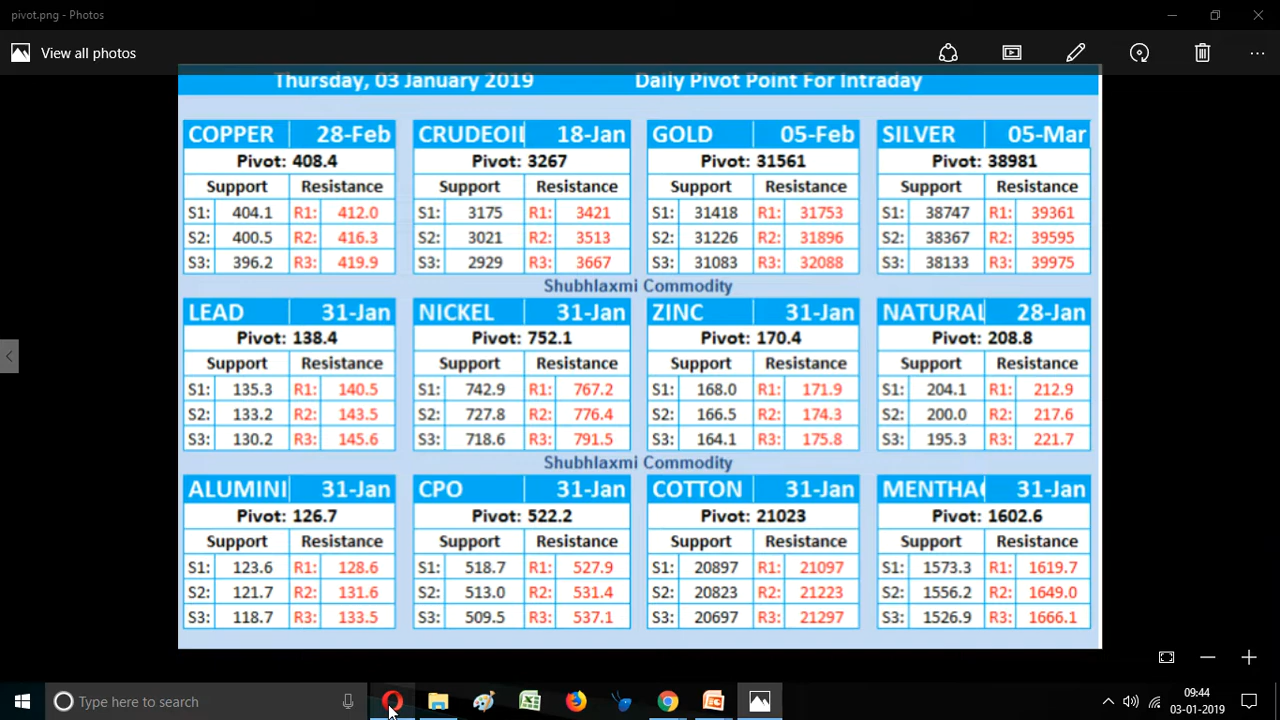 pivot.png - Photos
View all photos
Thursday, 03 January 2019 Daily Pivot Point For Intraday
COPPER 28-Feb CRUDEOIL 18-Jan GOLD 05-Feb SILVER 05-Mar
Pivot: 408.4 Pivot: 3267 Pivot: 31561 Pivot: 38981
Support Resistance Support Resistance Support Resistance Support Resistance
S1: 404.1 R1: 412.0 S1: 3175 R1: 3421 S1: 31418 R1: 31753 S1: 38747 R1: 39361
S2: 400.5 R2: 416.3 S2: 3021 R2: 3513 S2: 31226 R2: 31896 S2: 38367 R2: 39595
S3: 396.2 R3: 419.9 S3: 2929 R3: 3667 S3: 31083 R3: 32088 S3: 38133 R3: 39975
Shubhlaxmi Commodity
LEAD 31-Jan NICKEL 31-Jan ZINC 31-Jan NATURAL 28-Jan
Pivot: 138.4 Pivot: 752.1 Pivot: 170.4 Pivot: 208.8
Support Resistance Support Resistance Support Resistance Support Resistance
S1: 135.3 R1: 140.5 S1: 742.9 R1: 767.2 S1: 168.0 R1: 171.9 S1: 204.1 R1: 212.9
S2: 133.2 R2: 143.5 S2: 727.8 R2: 776.4 S2: 166.5 R2: 174.3 S2: 200.0 R2: 217.6
S3: 130.2 R3: 145.6 S3: 718.6 R3: 791.5 S3: 164.1 R3: 175.8 S3: 195.3 R3: 221.7
Shubhlaxmi Commodity
ALUMINI 31-Jan CPO 31-Jan COTTON 31-Jan MENTHAO 31-Jan
Pivot: 126.7 Pivot: 522.2 Pivot: 21023 Pivot: 1602.6
Support Resistance Support Resistance Support Resistance Support Resistance
S1: 123.6 R1: 128.6 S1: 518.7 R1: 527.9 S1: 20897 R1: 21097 S1: 1573.3 R1: 1619.7
S2: 121.7 R2: 131.6 S2: 513.0 R2: 531.4 S2: 20823 R2: 21223 S2: 1556.2 R2: 1649.0
S3: 118.7 R3: 133.5 S3: 509.5 R3: 537.1 S3: 20697 R3: 21297 S3: 1526.9 R3: 1666.1
Type here to search
09:44
03-01-2019